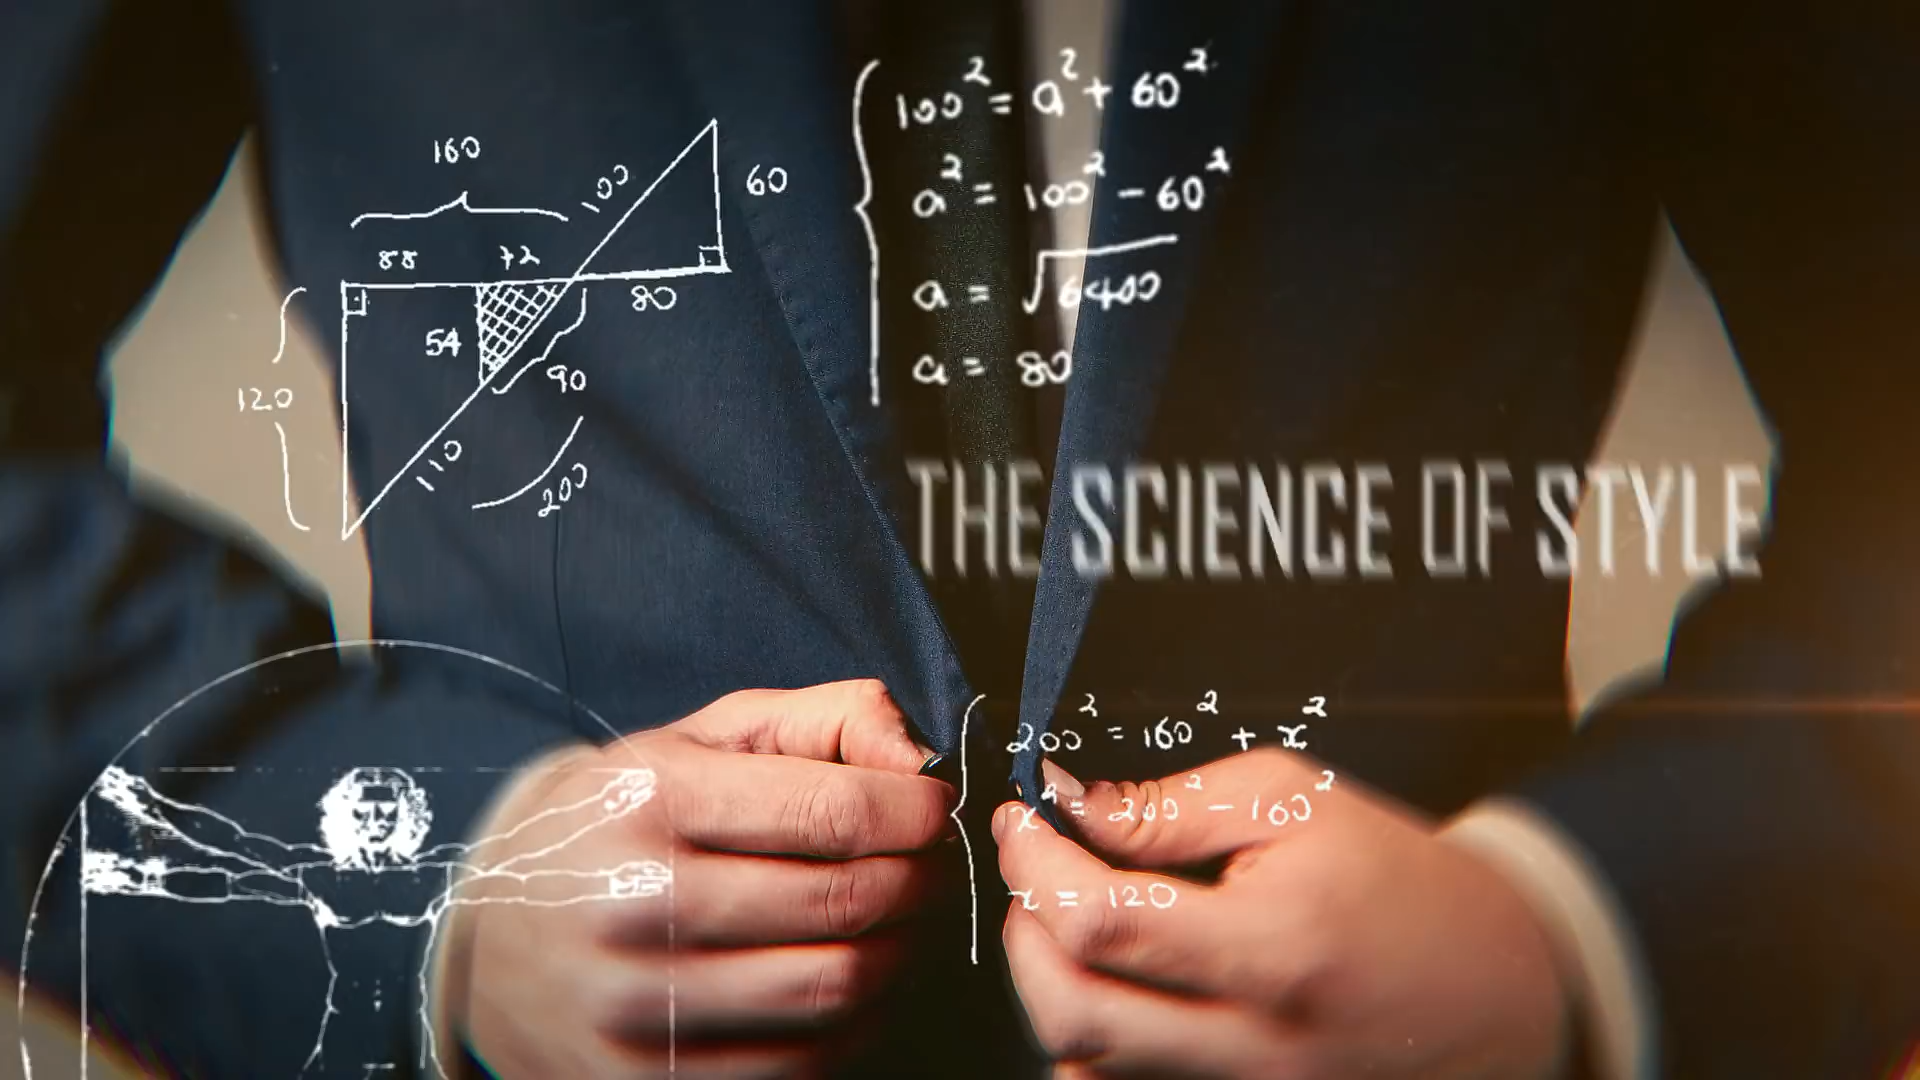 160
100
60
88 72
80
54
90
120
110
200
100² = a² + 60²
a² = 100² - 60²
a = √6400
a = 80
THE SCIENCE OF STYLE
200² = 160² + x²
x² = 200² - 160²
x = 120